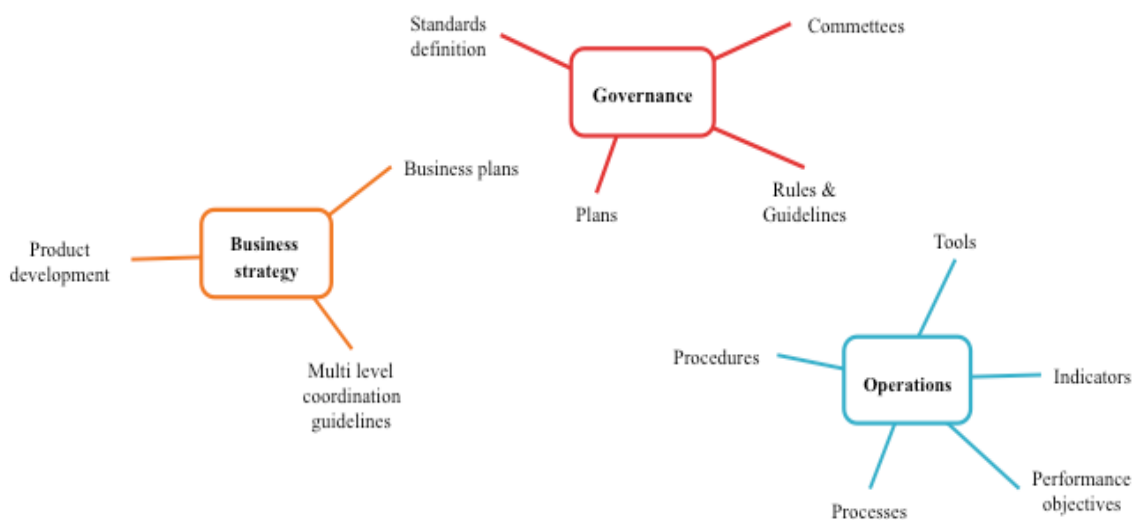 Standards
definition
Commettees
Governance
Plans
Rules &
Guidelines
Business plans
Business
strategy
Product
development
Multi level
coordination
guidelines
Tools
Procedures
Operations
Indicators
Processes
Performance
objectives